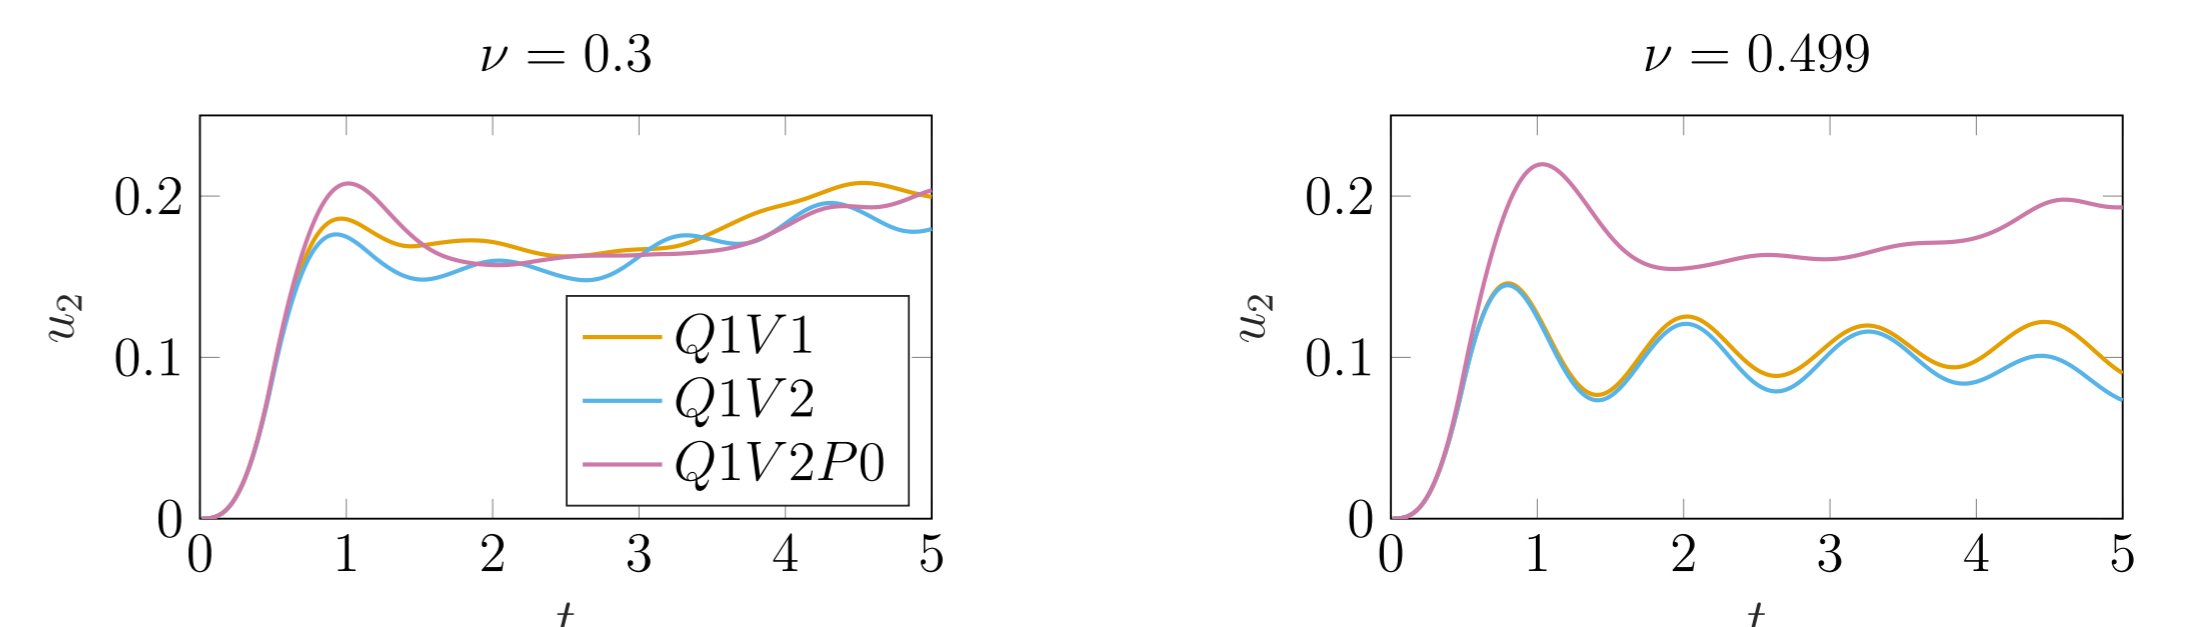 ν = 0.3
u₂
0.2
0.1
0
0 1 2 3 4 5
t
Q1V1
Q1V2
Q1V2P0
ν = 0.499
u₂
0.2
0.1
0
0 1 2 3 4 5
t